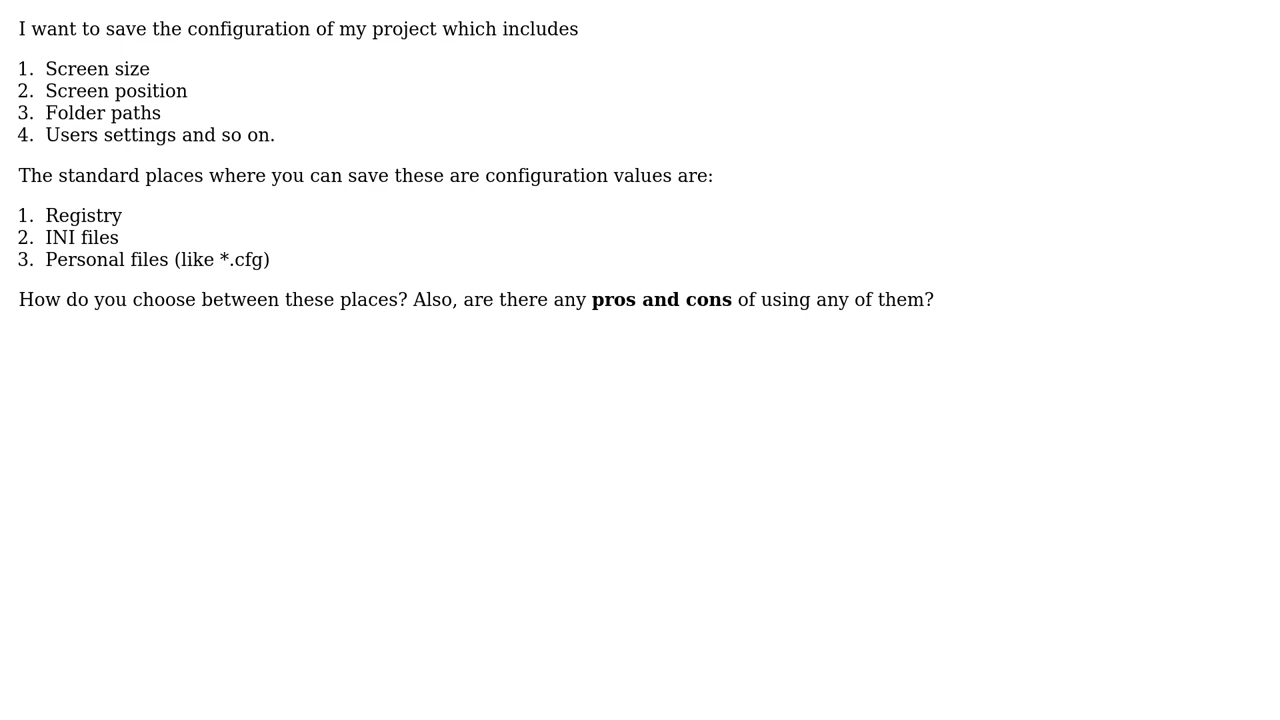 I want to save the configuration of my project which includes
1. Screen size
2. Screen position
3. Folder paths
4. Users settings and so on.
The standard places where you can save these are configuration values are:
1. Registry
2. INI files
3. Personal files (like *.cfg)
How do you choose between these places? Also, are there any pros and cons of using any of them?